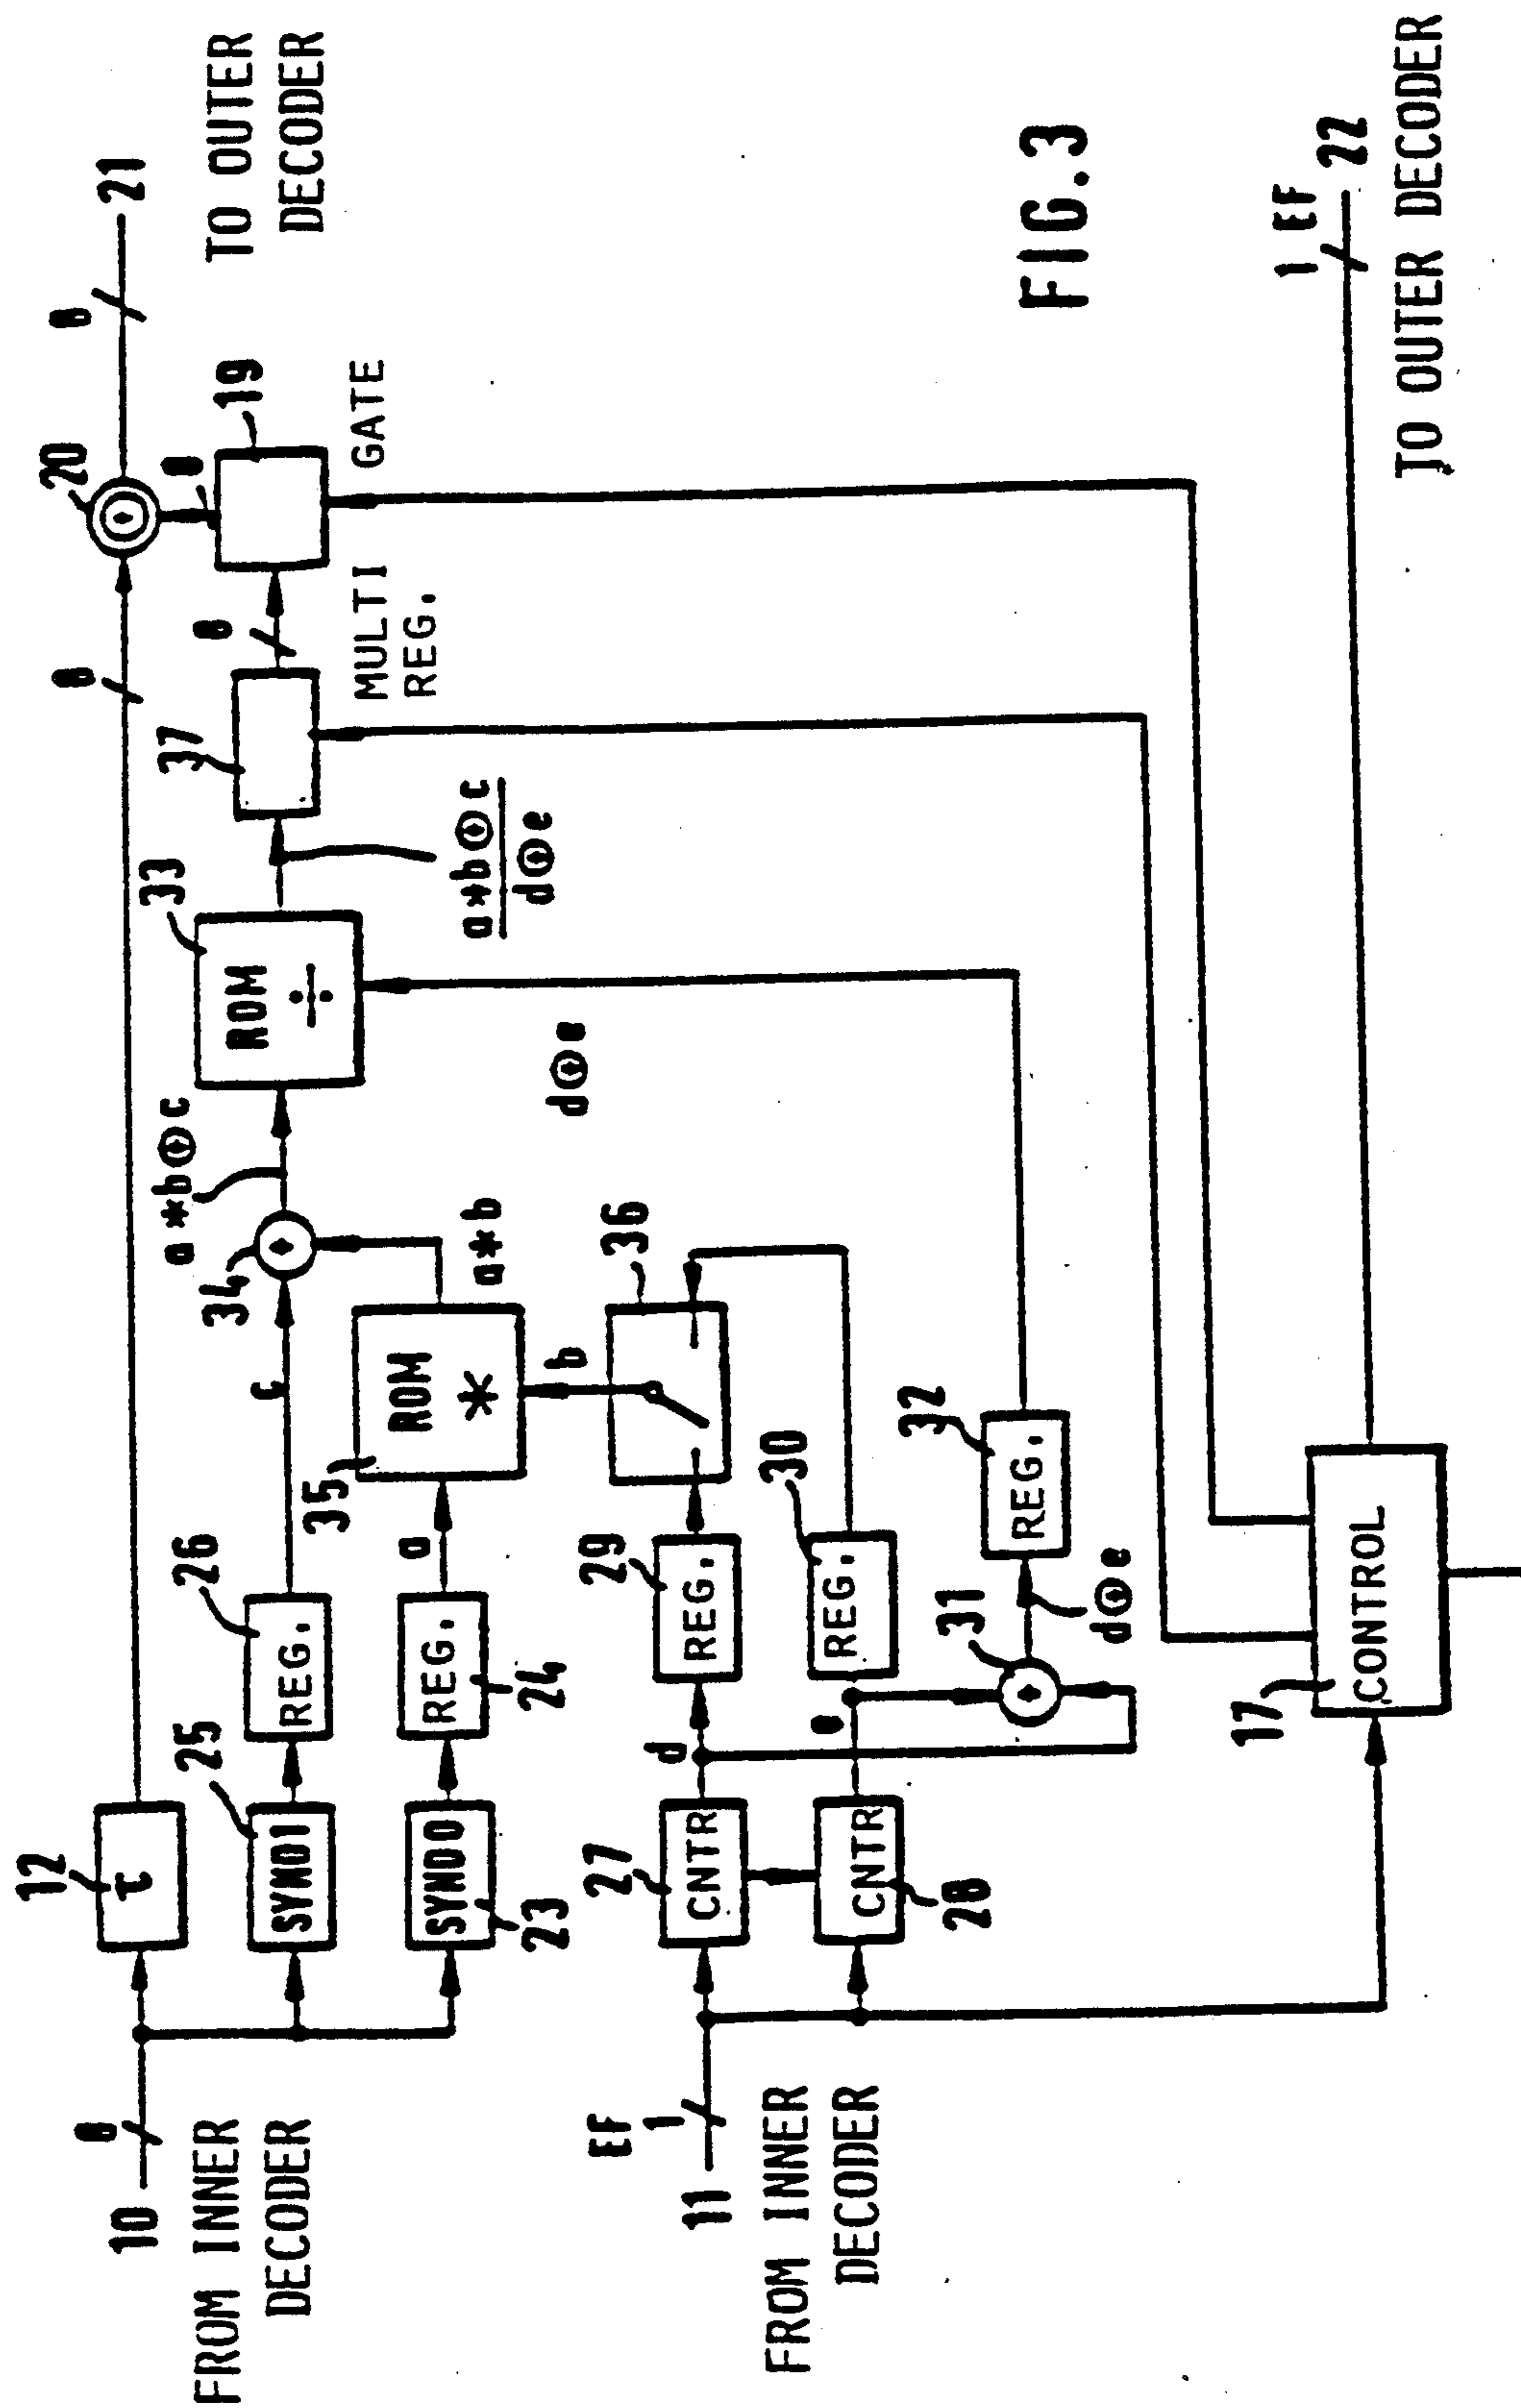 10
8
FROM INNER
DECODER
12
τ
8
20
8
21
TO OUTER
DECODER
25
SYND1
26
REG.
c
34
a*b⊕c
33
ROM
÷
a*b⊕c
d⊕e
37
MULTI
REG.
8
8
19
GATE
SYND0
23
REG.
24
a
35
ROM
*
a*b
b
36
11
EF
1
FROM INNER
DECODER
27
CNTR
d
29
REG.
CNTR
28
e
30
REG.
31
d⊕e
32
REG.
d⊕e
17
CONTROL
FIG.3
1 EF
22
TO OUTER DECODER